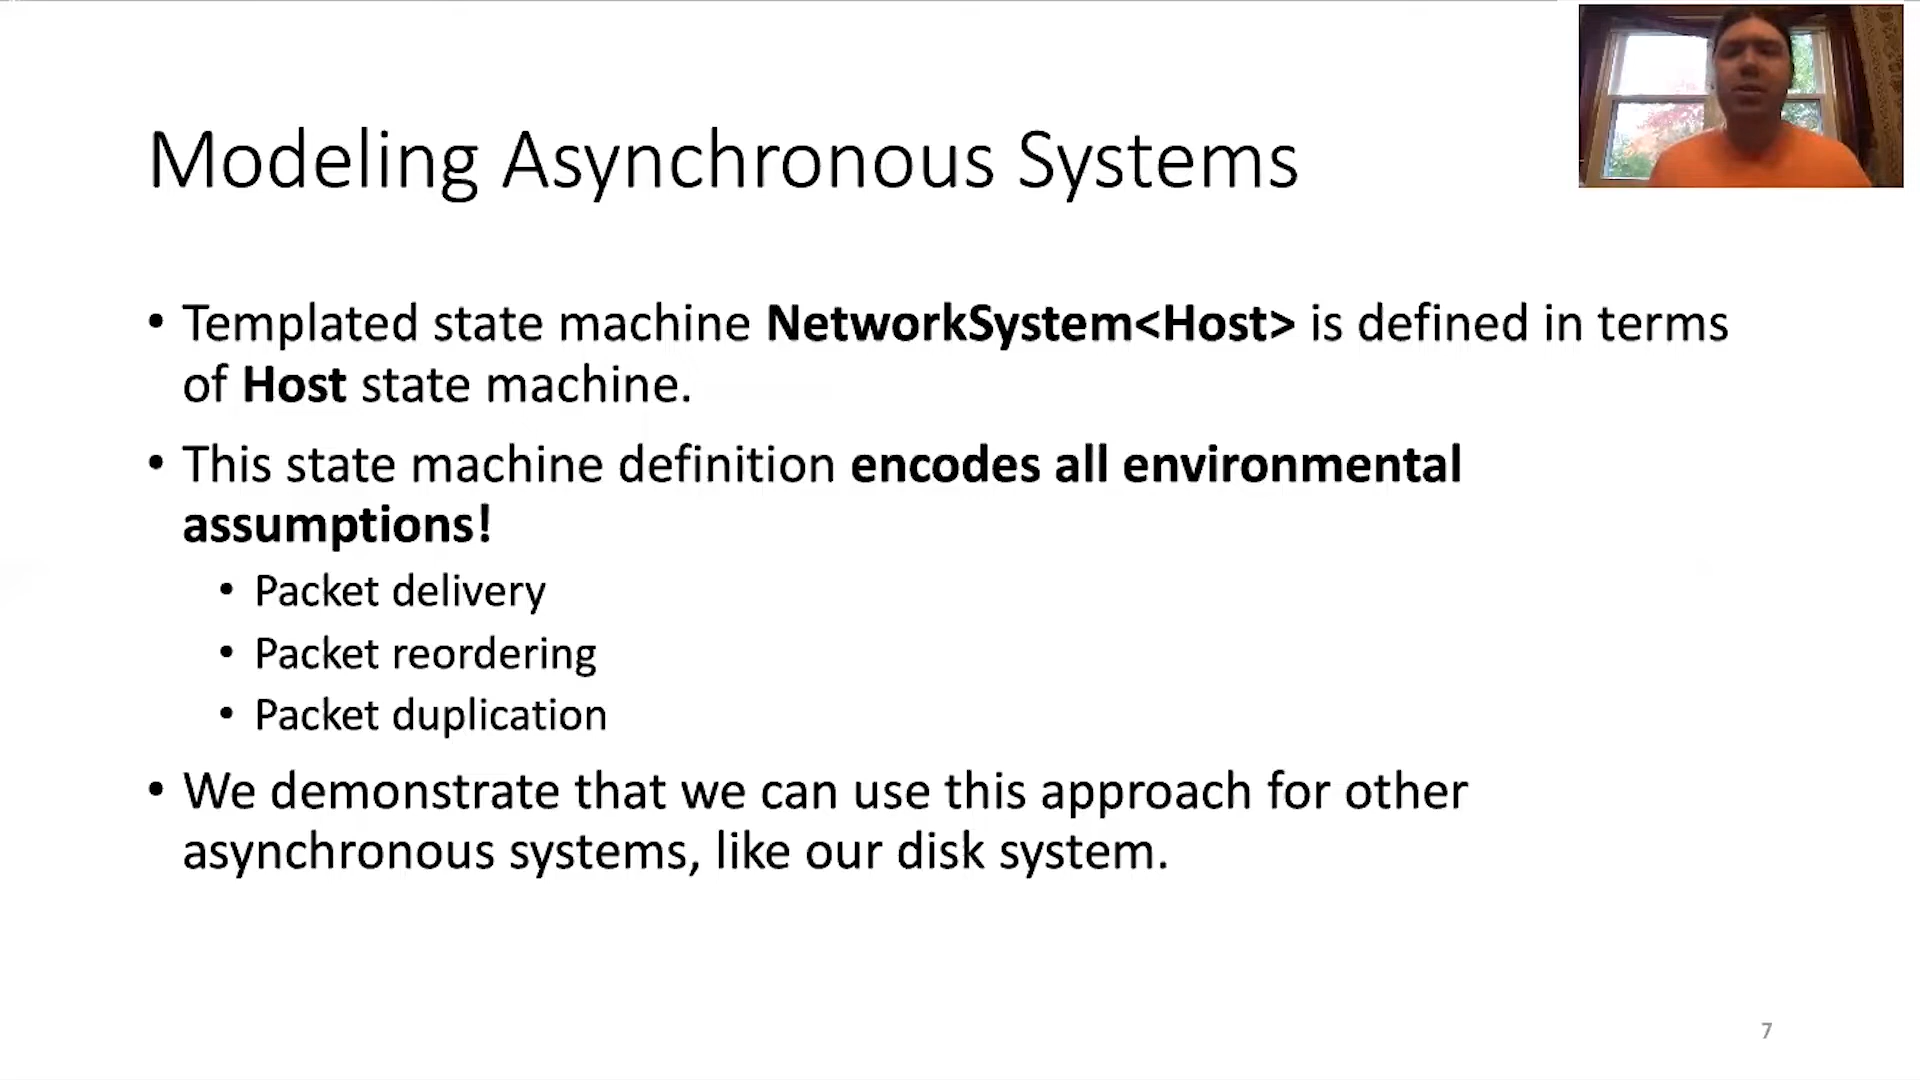 Modeling Asynchronous Systems
• Templated state machine NetworkSystem<Host> is defined in terms
of Host state machine.
• This state machine definition encodes all environmental
assumptions!
• Packet delivery
• Packet reordering
• Packet duplication
• We demonstrate that we can use this approach for other
asynchronous systems, like our disk system.
7